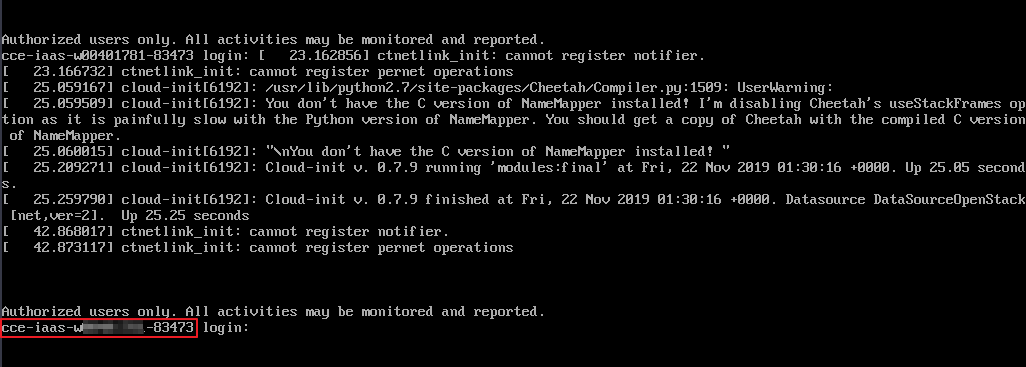 Authorized users only. All activities may be monitored and reported.
cce-iaas-w00401781-83473 login: [   23.162856] ctnetlink_init: cannot register notifier.
[   23.166732] ctnetlink_init: cannot register pernet operations
[   25.059167] cloud-init[6192]: /usr/lib/python2.7/site-packages/Cheetah/Compiler.py:1509: UserWarning:
[   25.059509] cloud-init[6192]: You don't have the C version of NameMapper installed! I'm disabling Cheetah's useStackFrames op
tion as it is painfully slow with the Python version of NameMapper. You should get a copy of Cheetah with the compiled C version
 of NameMapper.
[   25.060015] cloud-init[6192]: "\nYou don't have the C version of NameMapper installed! "
[   25.209271] cloud-init[6192]: Cloud-init v. 0.7.9 running 'modules:final' at Fri, 22 Nov 2019 01:30:16 +0000. Up 25.05 second
s.
[   25.259790] cloud-init[6192]: Cloud-init v. 0.7.9 finished at Fri, 22 Nov 2019 01:30:16 +0000. Datasource DataSourceOpenStack
 [net,ver=2].  Up 25.25 seconds
[   42.868017] ctnetlink_init: cannot register notifier.
[   42.873117] ctnetlink_init: cannot register pernet operations
Authorized users only. All activities may be monitored and reported.
cce-iaas-w -83473 login: